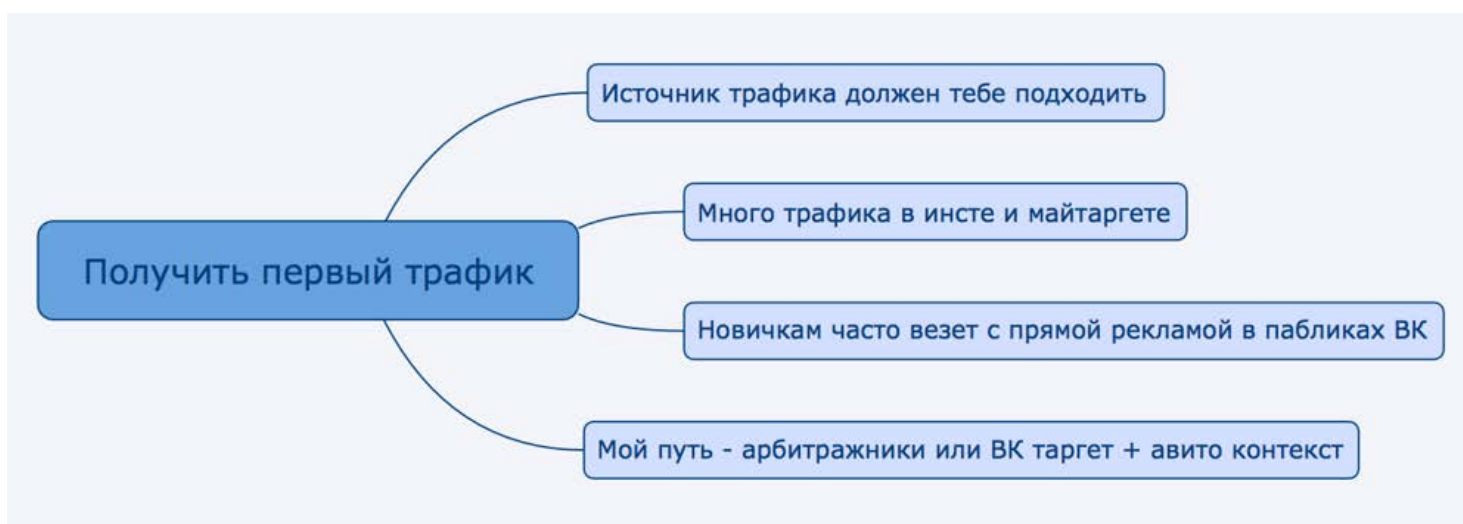 Получить первый трафик
Источник трафика должен тебе подходить
Много трафика в инсте и майтаргете
Новичкам часто везет с прямой рекламой в пабликах ВК
Мой путь - арбитражники или ВК таргет + авито контекст